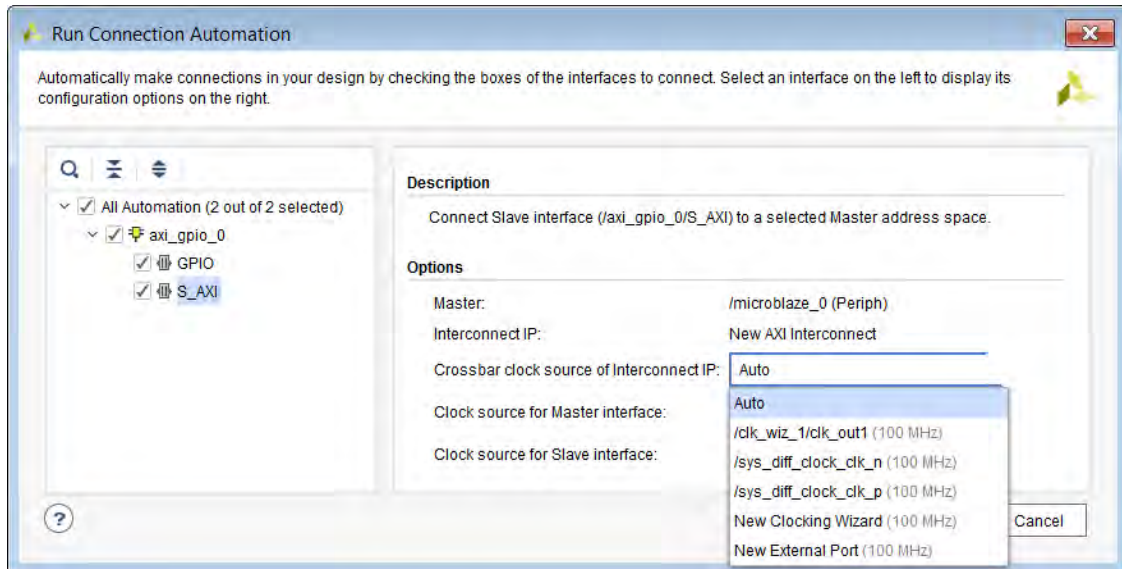 Run Connection Automation
Automatically make connections in your design by checking the boxes of the interfaces to connect. Select an interface on the left to display its
configuration options on the right.
All Automation (2 out of 2 selected)
axi_gpio_0
GPIO
S_AXI
Description
Connect Slave interface (/axi_gpio_0/S_AXI) to a selected Master address space.
Options
Master: /microblaze_0 (Periph)
Interconnect IP: New AXI Interconnect
Crossbar clock source of Interconnect IP: Auto
Clock source for Master interface:
Clock source for Slave interface:
Auto
/clk_wiz_1/clk_out1 (100 MHz)
/sys_diff_clock_clk_n (100 MHz)
/sys_diff_clock_clk_p (100 MHz)
New Clocking Wizard (100 MHz)
New External Port (100 MHz)
?
Cancel